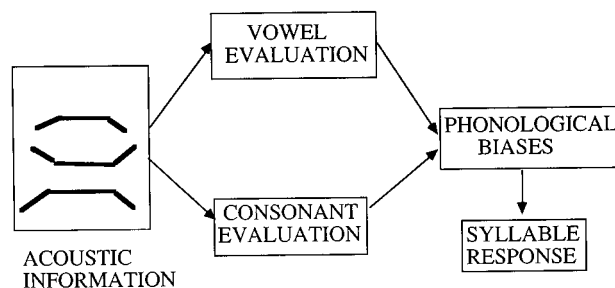 VOWEL
EVALUATION
PHONOLOGICAL
BIASES
CONSONANT
EVALUATION
SYLLABLE
RESPONSE
ACOUSTIC
INFORMATION